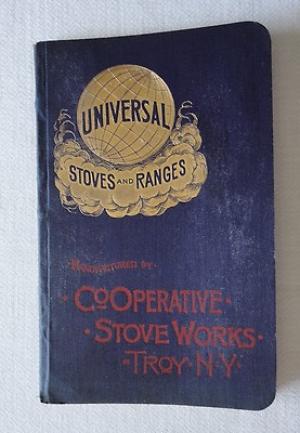 UNIVERSAL
STOVES AND RANGES
MANUFACTURED BY
COOPERATIVE
STOVE WORKS
TROY N.Y.